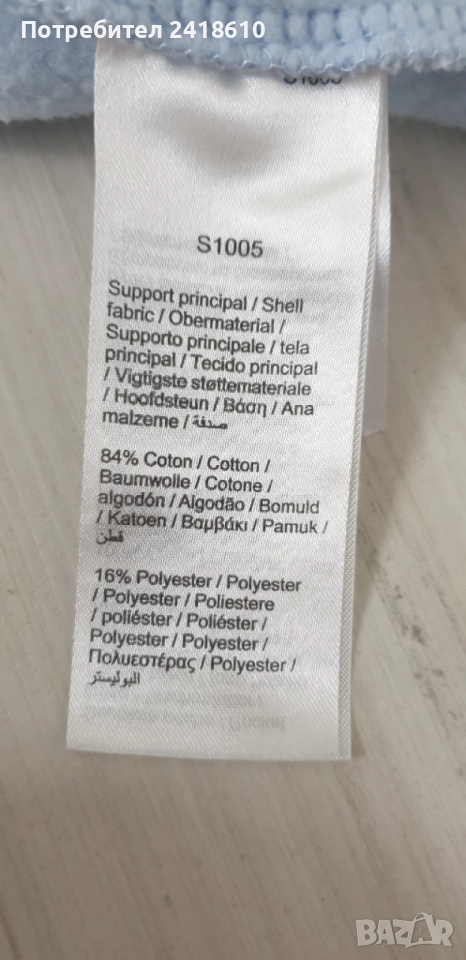 Потребител 2418610
S1005
Support principal / Shell
fabric / Obermaterial /
Supporto principale / tela
principal / Tecido principal
/ Vigtigste støttemateriale
/ Hoofdsteun / Βάση / Ana
malzeme / صدفة
84% Coton / Cotton /
Baumwolle / Cotone /
algodón / Algodão / Bomuld
/ Katoen / Βαμβάκι / Pamuk /
قطن
16% Polyester / Polyester
/ Polyester / Poliestere
/ poliéster / Poliéster /
Polyester / Polyester /
Πολυεστέρας / Polyester /
البوليستر
BAZAR